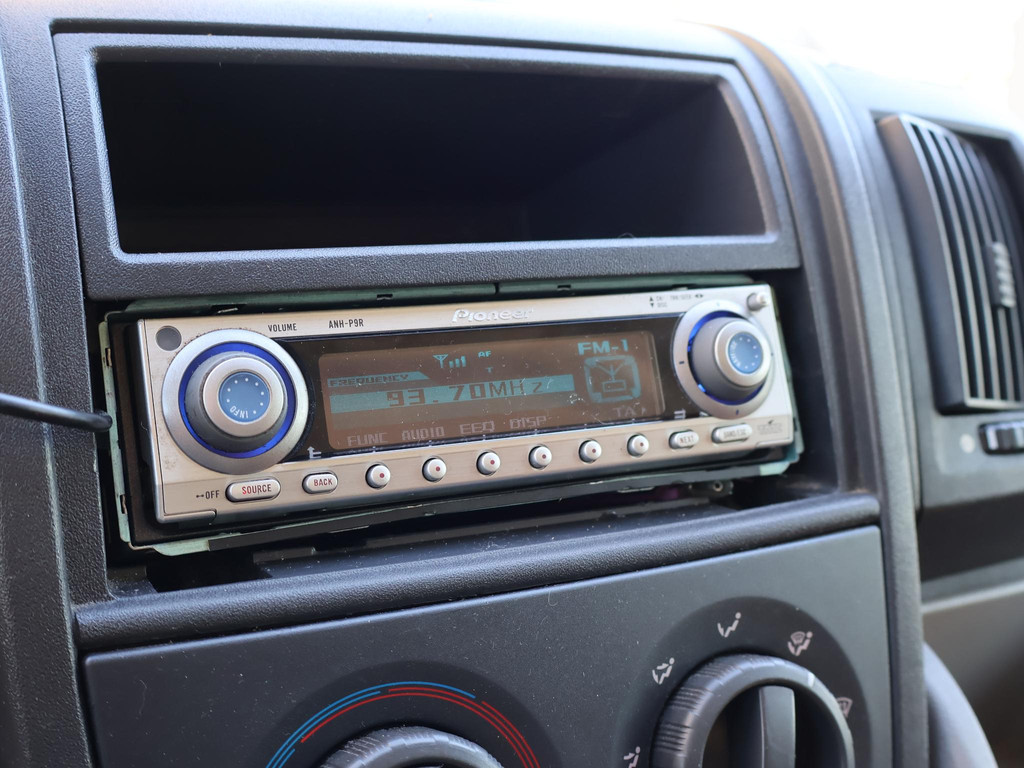 VOLUME
ANH-P9R
Pioneer
AF
T
FM-1
FREQUENCY
93.70MHz
TA
FUNC AUDIO EEQ DISP
INFO
OFF
SOURCE
BACK
NEXT